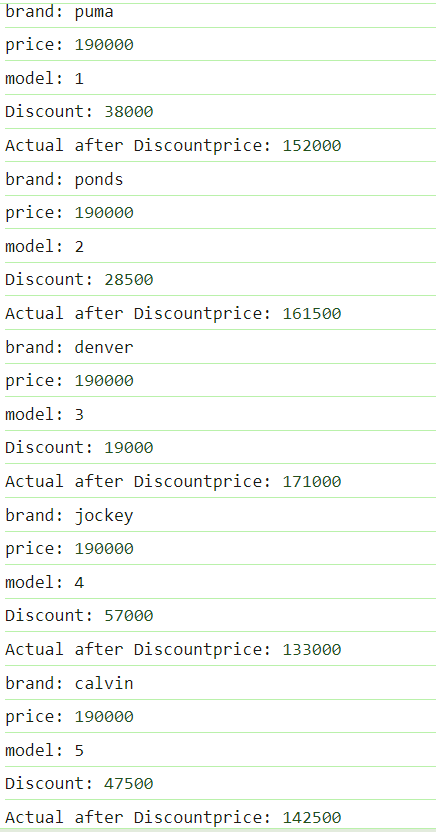 brand: puma
price: 190000
model: 1
Discount: 38000
Actual after Discountprice: 152000
brand: ponds
price: 190000
model: 2
Discount: 28500
Actual after Discountprice: 161500
brand: denver
price: 190000
model: 3
Discount: 19000
Actual after Discountprice: 171000
brand: jockey
price: 190000
model: 4
Discount: 57000
Actual after Discountprice: 133000
brand: calvin
price: 190000
model: 5
Discount: 47500
Actual after Discountprice: 142500